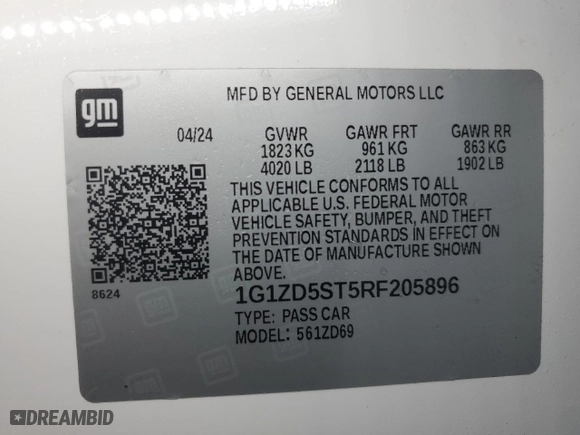 gm
MFD BY GENERAL MOTORS LLC
04/24 GVWR GAWR FRT GAWR RR
1823 KG 961 KG 863 KG
4020 LB 2118 LB 1902 LB
THIS VEHICLE CONFORMS TO ALL
APPLICABLE U.S. FEDERAL MOTOR
VEHICLE SAFETY, BUMPER, AND THEFT
PREVENTION STANDARDS IN EFFECT ON
THE DATE OF MANUFACTURE SHOWN
ABOVE.
8624
1G1ZD5ST5RF205896
TYPE: PASS CAR
MODEL: 561ZD69
DREAMBID